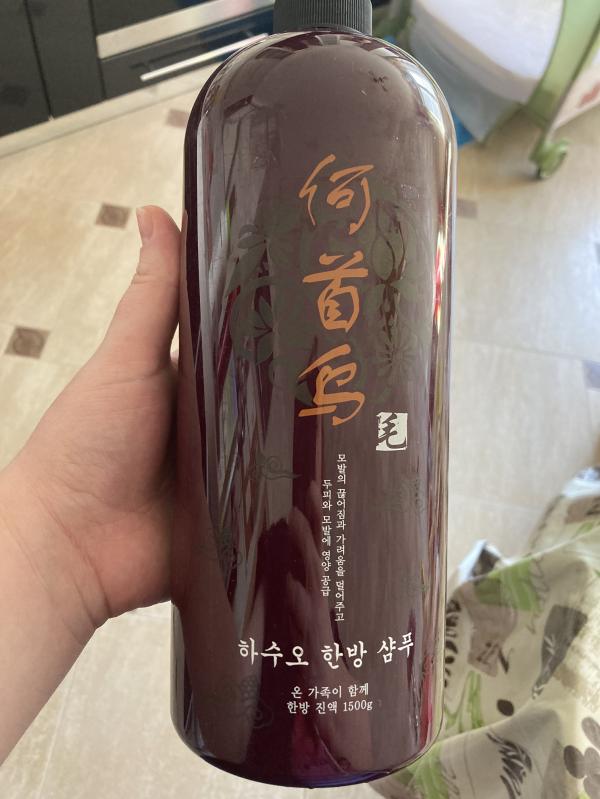 何首烏
毛
모발의 끊어짐과 가려움을 덜어주고
두피와 모발에 영양 공급
하수오 한방 샴푸
온 가족이 함께
한방 진액 1500g